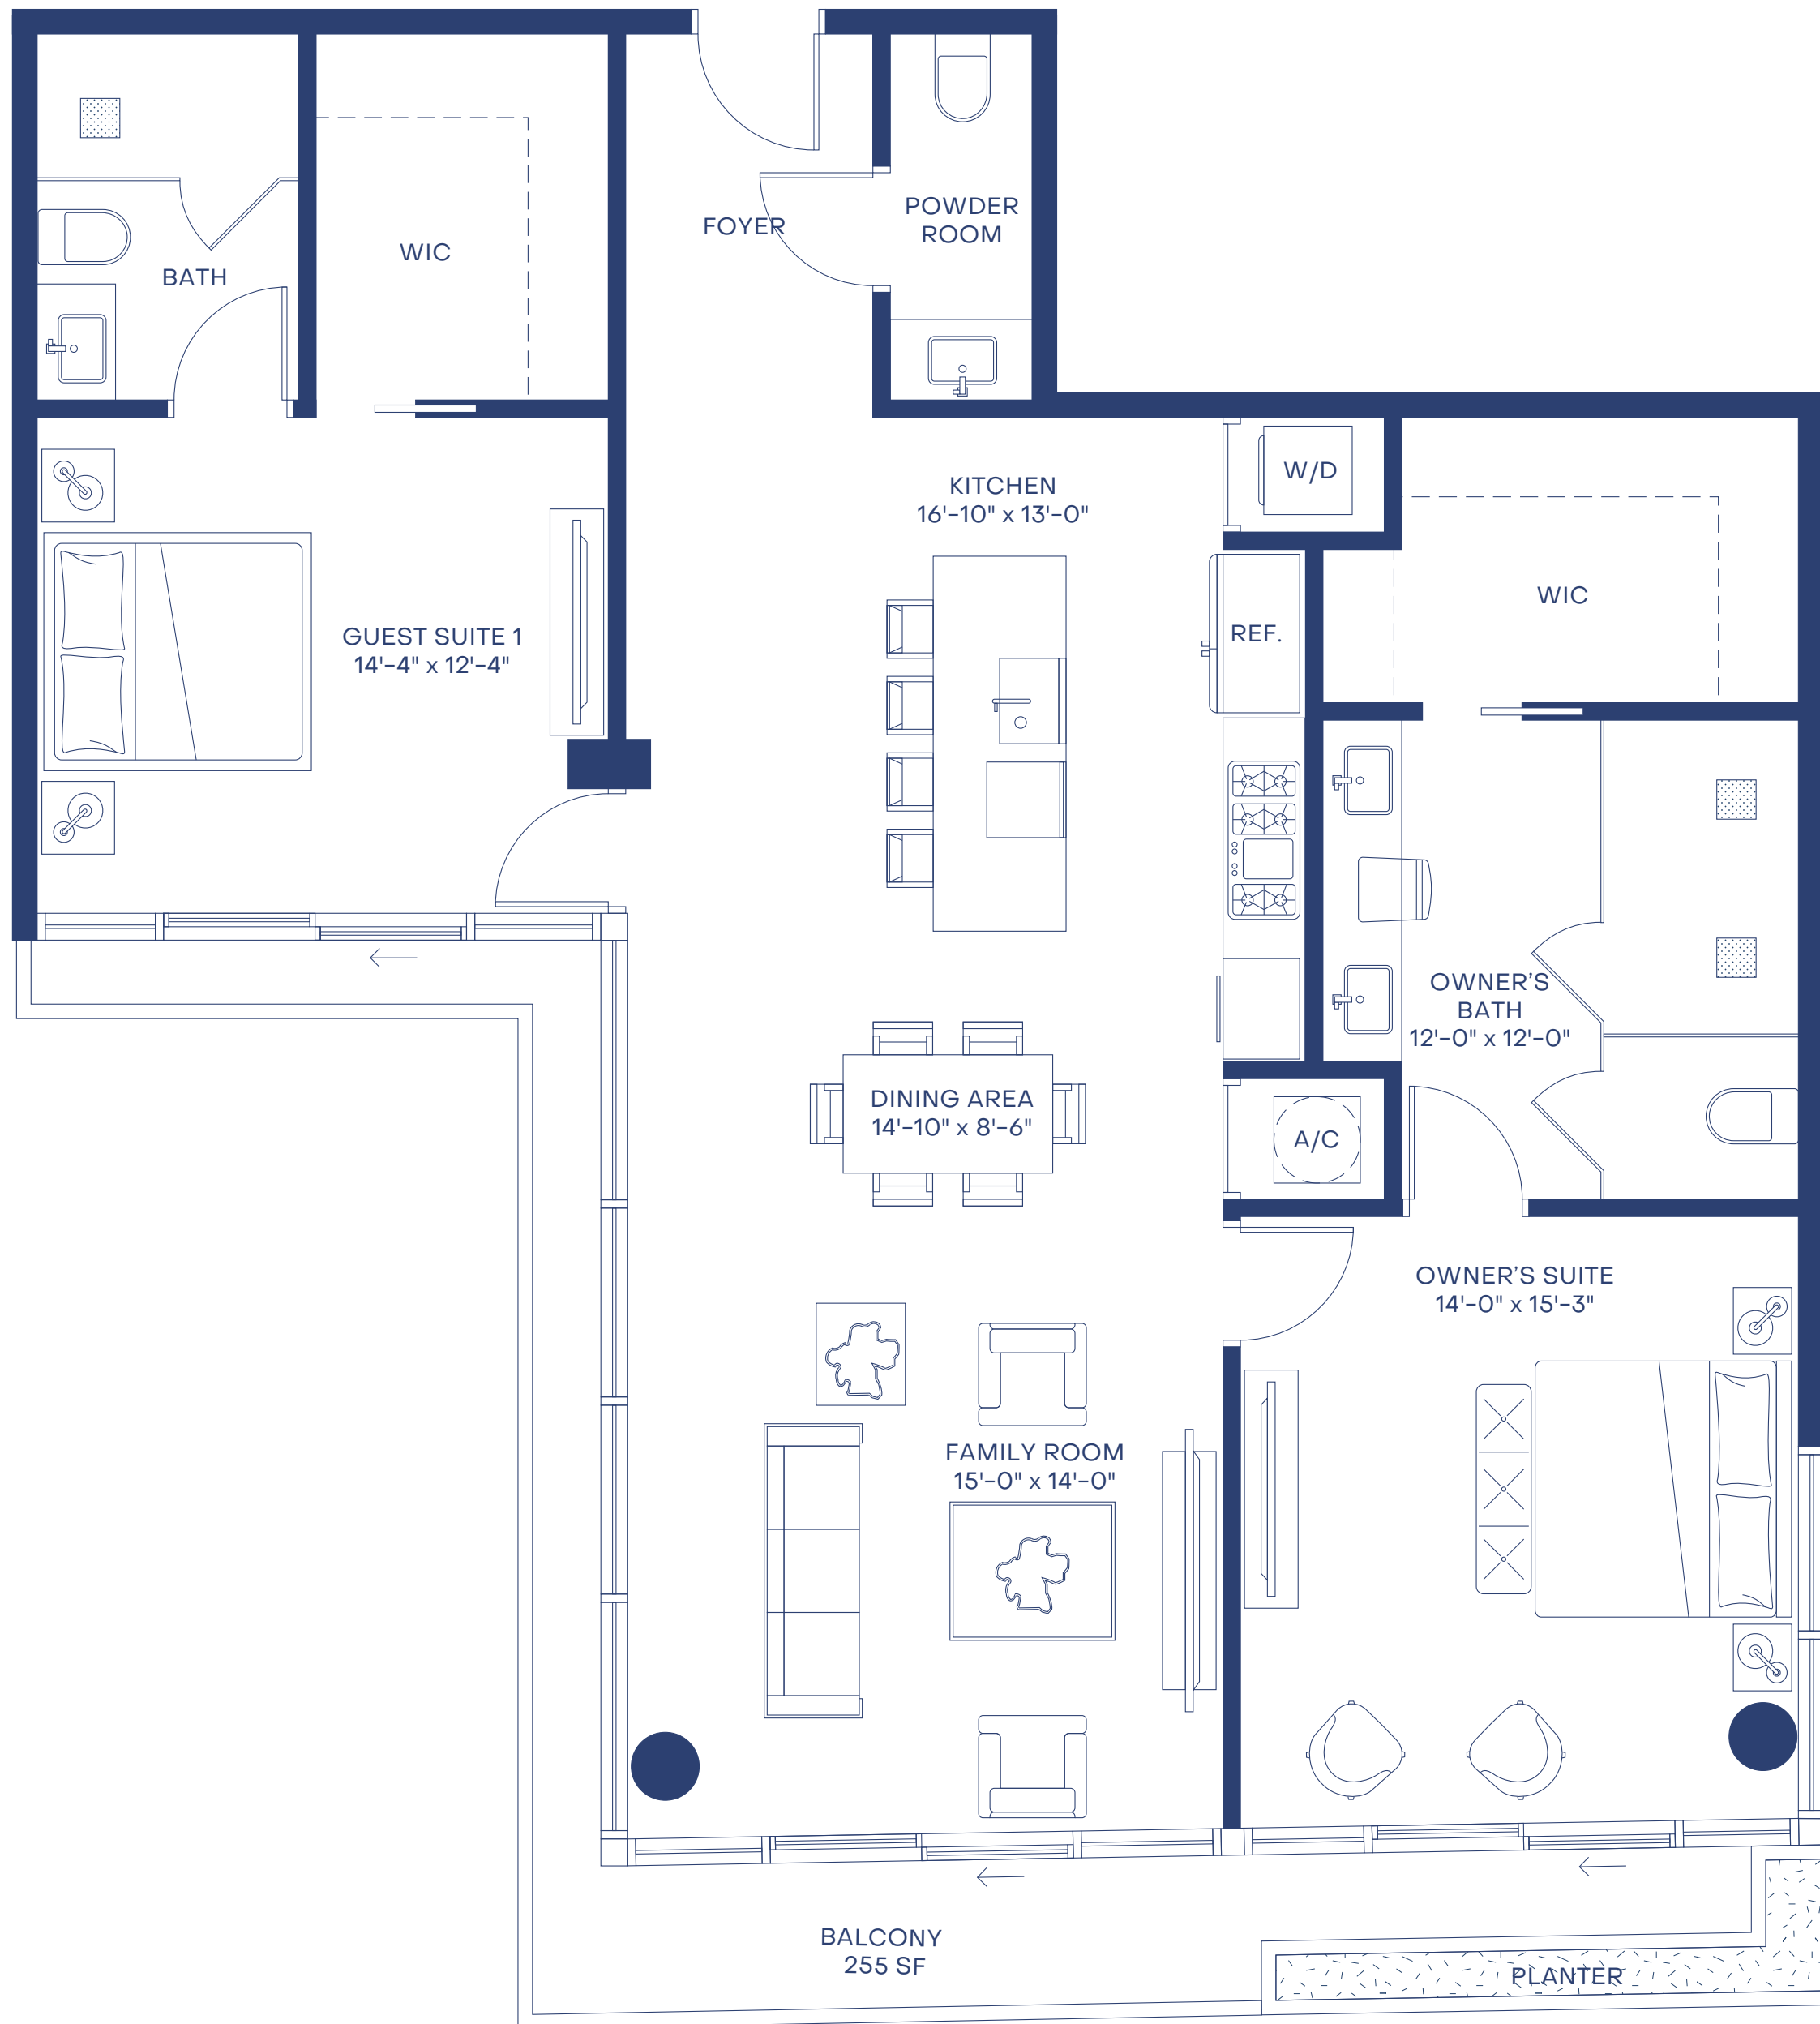 FOYER
POWDER
ROOM
WIC
BATH
KITCHEN
16'-10" x 13'-0"
W/D
WIC
REF.
GUEST SUITE 1
14'-4" x 12'-4"
OWNER'S
BATH
12'-0" x 12'-0"
DINING AREA
14'-10" x 8'-6"
A/C
OWNER'S SUITE
14'-0" x 15'-3"
FAMILY ROOM
15'-0" x 14'-0"
BALCONY
255 SF
PLANTER